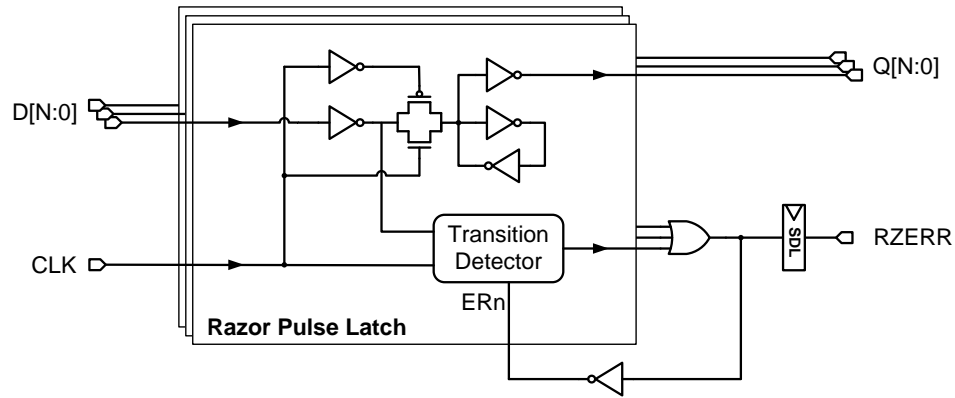 Q[N:0]
D[N:0]
Transition
Detector
SDL
RZERR
CLK
ERn
Razor Pulse Latch